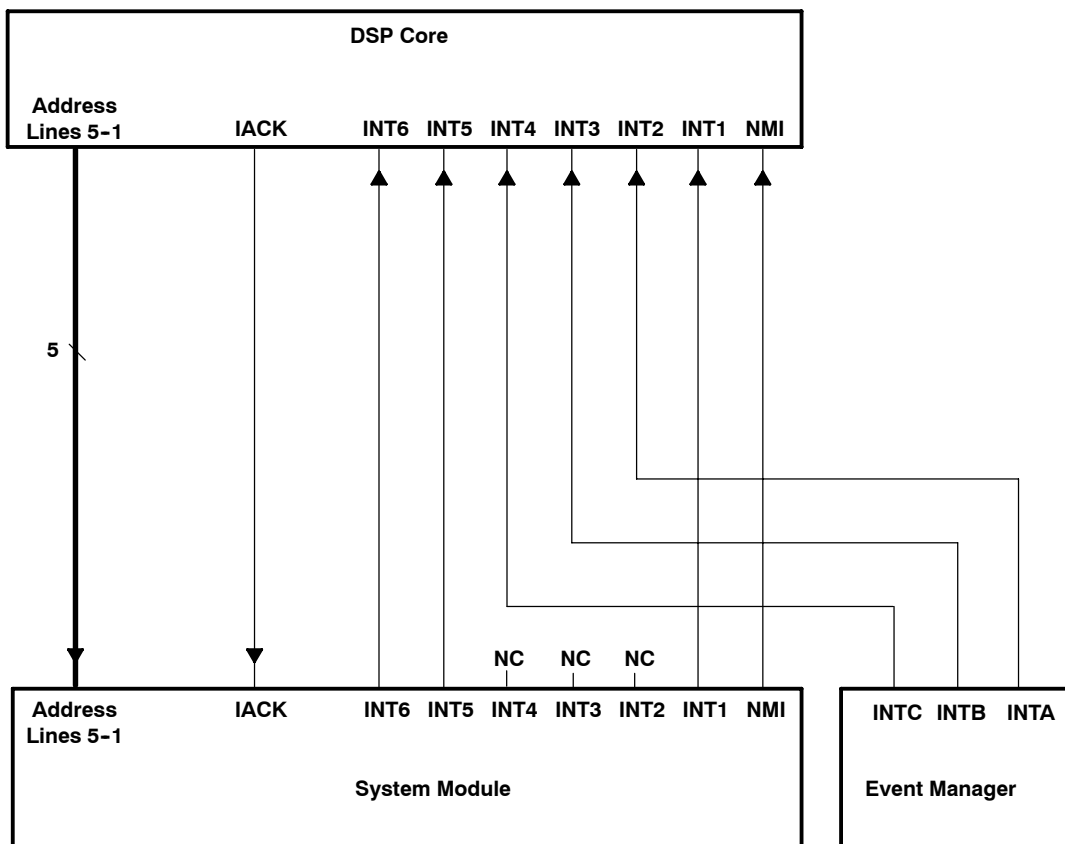 DSP Core
Address
Lines 5-1
IACK INT6 INT5 INT4 INT3 INT2 INT1 NMI
5
NC NC NC
Address
Lines 5-1
IACK INT6 INT5 INT4 INT3 INT2 INT1 NMI
INTC INTB INTA
System Module
Event Manager